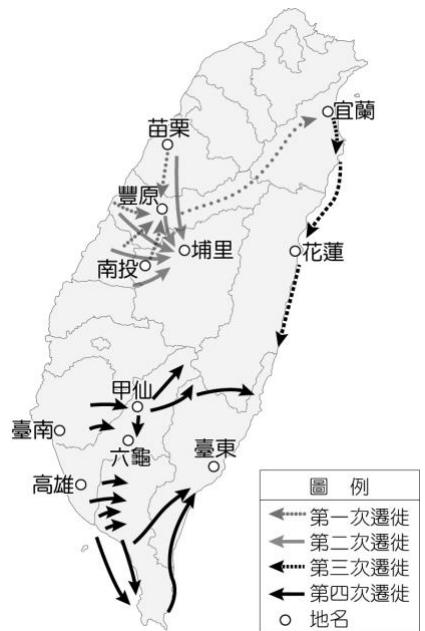 宜蘭
苗栗
豐原
埔里
花蓮
南投
甲仙
臺南
六龜
臺東
高雄
圖 例
第一次遷徙
第二次遷徙
第三次遷徙
第四次遷徙
地名